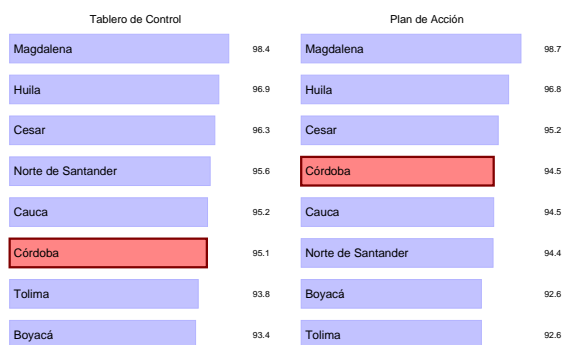 Tablero de Control
Magdalena 98.4
Huila 96.9
Cesar 96.3
Norte de Santander 95.6
Cauca 95.2
Córdoba 95.1
Tolima 93.8
Boyacá 93.4
Plan de Acción
Magdalena 98.7
Huila 96.8
Cesar 95.2
Córdoba 94.5
Cauca 94.5
Norte de Santander 94.4
Boyacá 92.6
Tolima 92.6